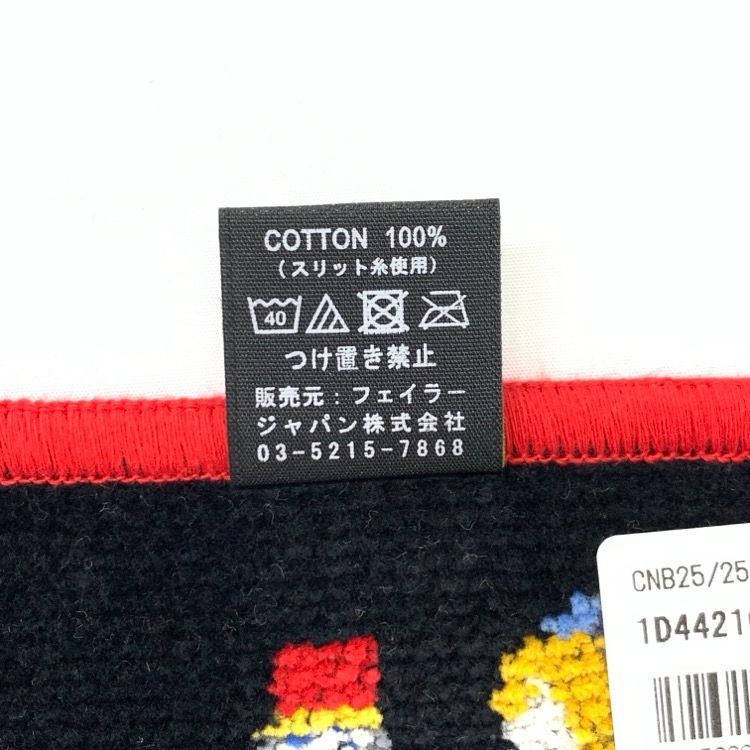 COTTON 100%
(スリット糸使用)
40
つけ置き禁止
販売元：フェイラー
ジャパン株式会社
03-5215-7868
CNB25/25